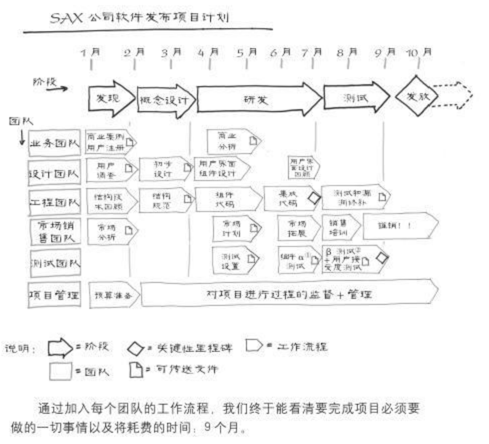 SAX 公司软件发布项目计划
1月 2月 3月 4月 5月 6月 7月 8月 9月 10月
阶段
发现 概念设计 研发 测试 发放
团队
业务团队 商业案例 用户注册 商业分析
设计团队 用户调查 初步设计 用户界面组件设计 用户界面设计回顾
工程团队 结构技术回顾 结构规范 组件代码 集成代码 测试和漏洞修补
市场销售团队 市场分析 市场计划 市场拓展 销售培训 促销!!
测试团队 测试设置 组件α测试 β测试+用户接受度测试
项目管理 预算准备 对项目进行过程的监督+管理
说明: =阶段 =关键性里程碑 =工作流程
=团队 =可传送文件
通过加入每个团队的工作流程，我们终于能看清要完成项目必须要
做的一切事情以及将耗费的时间：9个月。